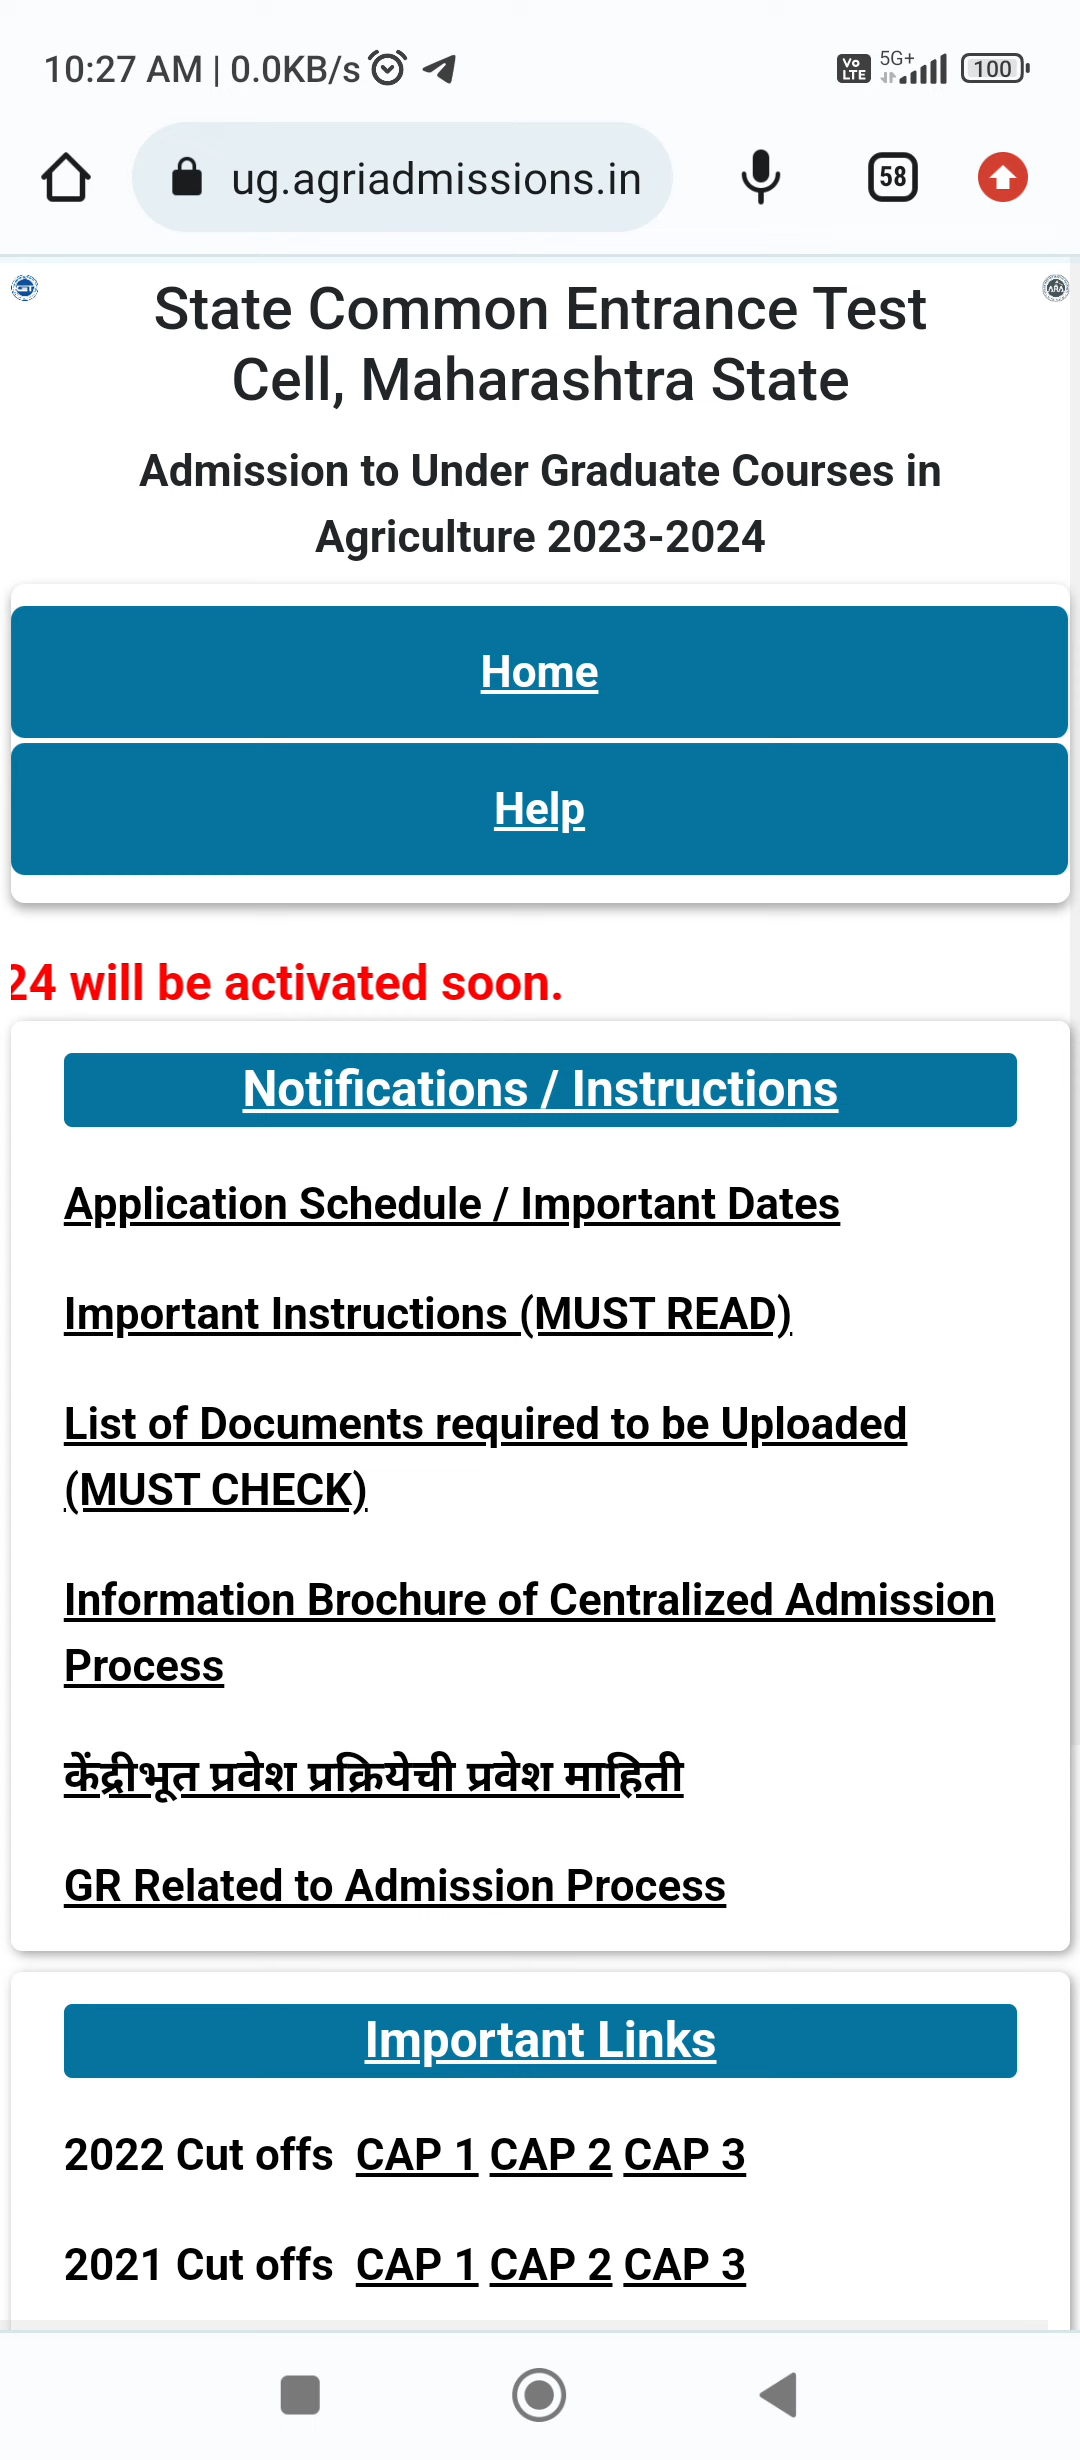 10:27 AM | 0.0KB/s
Vo LTE 5G+ 100
ug.agriadmissions.in
58
State Common Entrance Test
Cell, Maharashtra State
Admission to Under Graduate Courses in
Agriculture 2023-2024
Home
Help
24 will be activated soon.
Notifications / Instructions
Application Schedule / Important Dates
Important Instructions (MUST READ)
List of Documents required to be Uploaded
(MUST CHECK)
Information Brochure of Centralized Admission
Process
केंद्रीभूत प्रवेश प्रक्रियेची प्रवेश माहिती
GR Related to Admission Process
Important Links
2022 Cut offs CAP 1 CAP 2 CAP 3
2021 Cut offs CAP 1 CAP 2 CAP 3